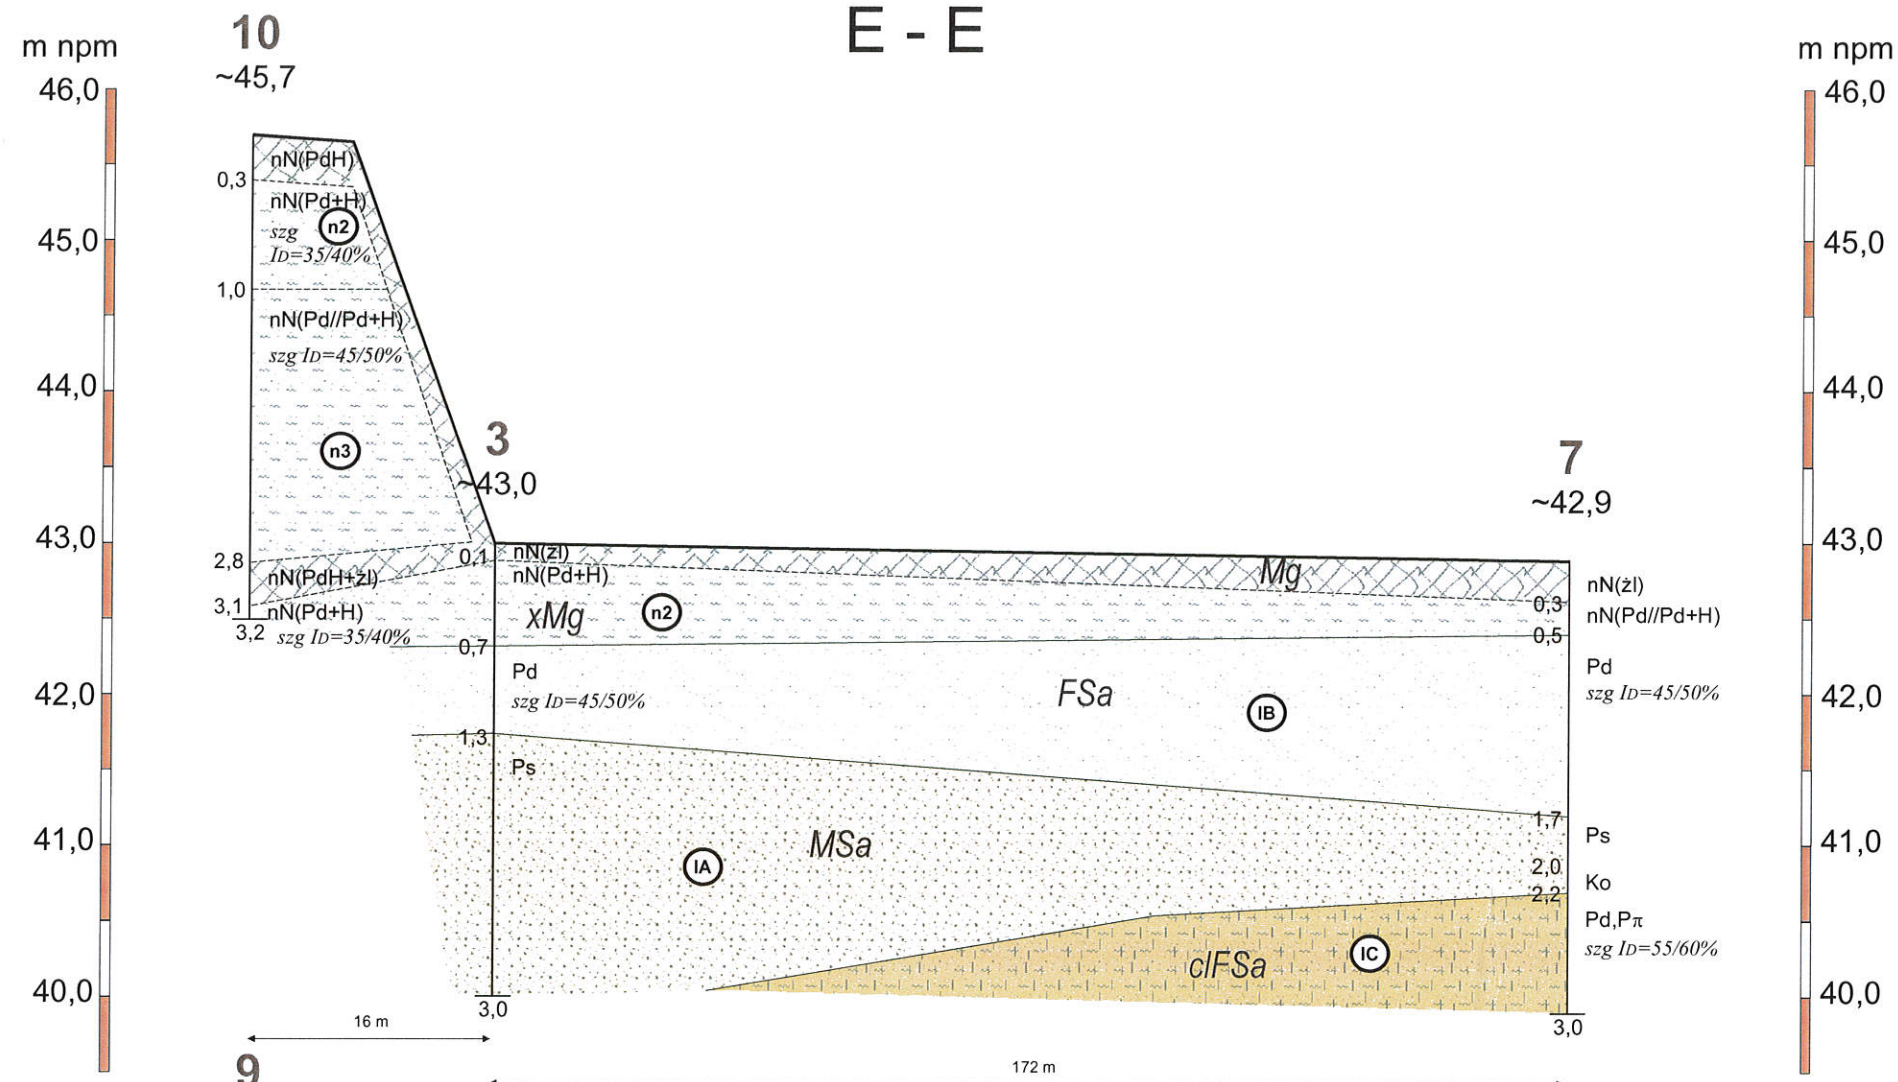 E - E
m npm
m npm
10
~45,7
46,0
46,0
nN(PdH)
0,3
nN(Pd+H)
n2
szg
ID=35/40%
45,0
45,0
1,0
nN(Pd//Pd+H)
szg ID=45/50%
44,0
44,0
n3
3
~43,0
7
~42,9
43,0
43,0
2.8
0,1
nN(żl)
nN(PdH+żl)
nN(Pd+H)
Mg
nN(żl)
3,1
0,3
nN(Pd+H)
xMg
n2
nN(Pd//Pd+H)
3,2
szg ID=35/40%
0,7
0,5
Pd
szg ID=45/50%
FSa
IB
Pd
szg ID=45/50%
42,0
42,0
1,3
Ps
1,7
Ps
41,0
41,0
MSa
IA
2,0
Ko
2,2
Pd,Pπ
szg ID=55/60%
clFSa
IC
40,0
40,0
3,0
3,0
16 m
9
172 m